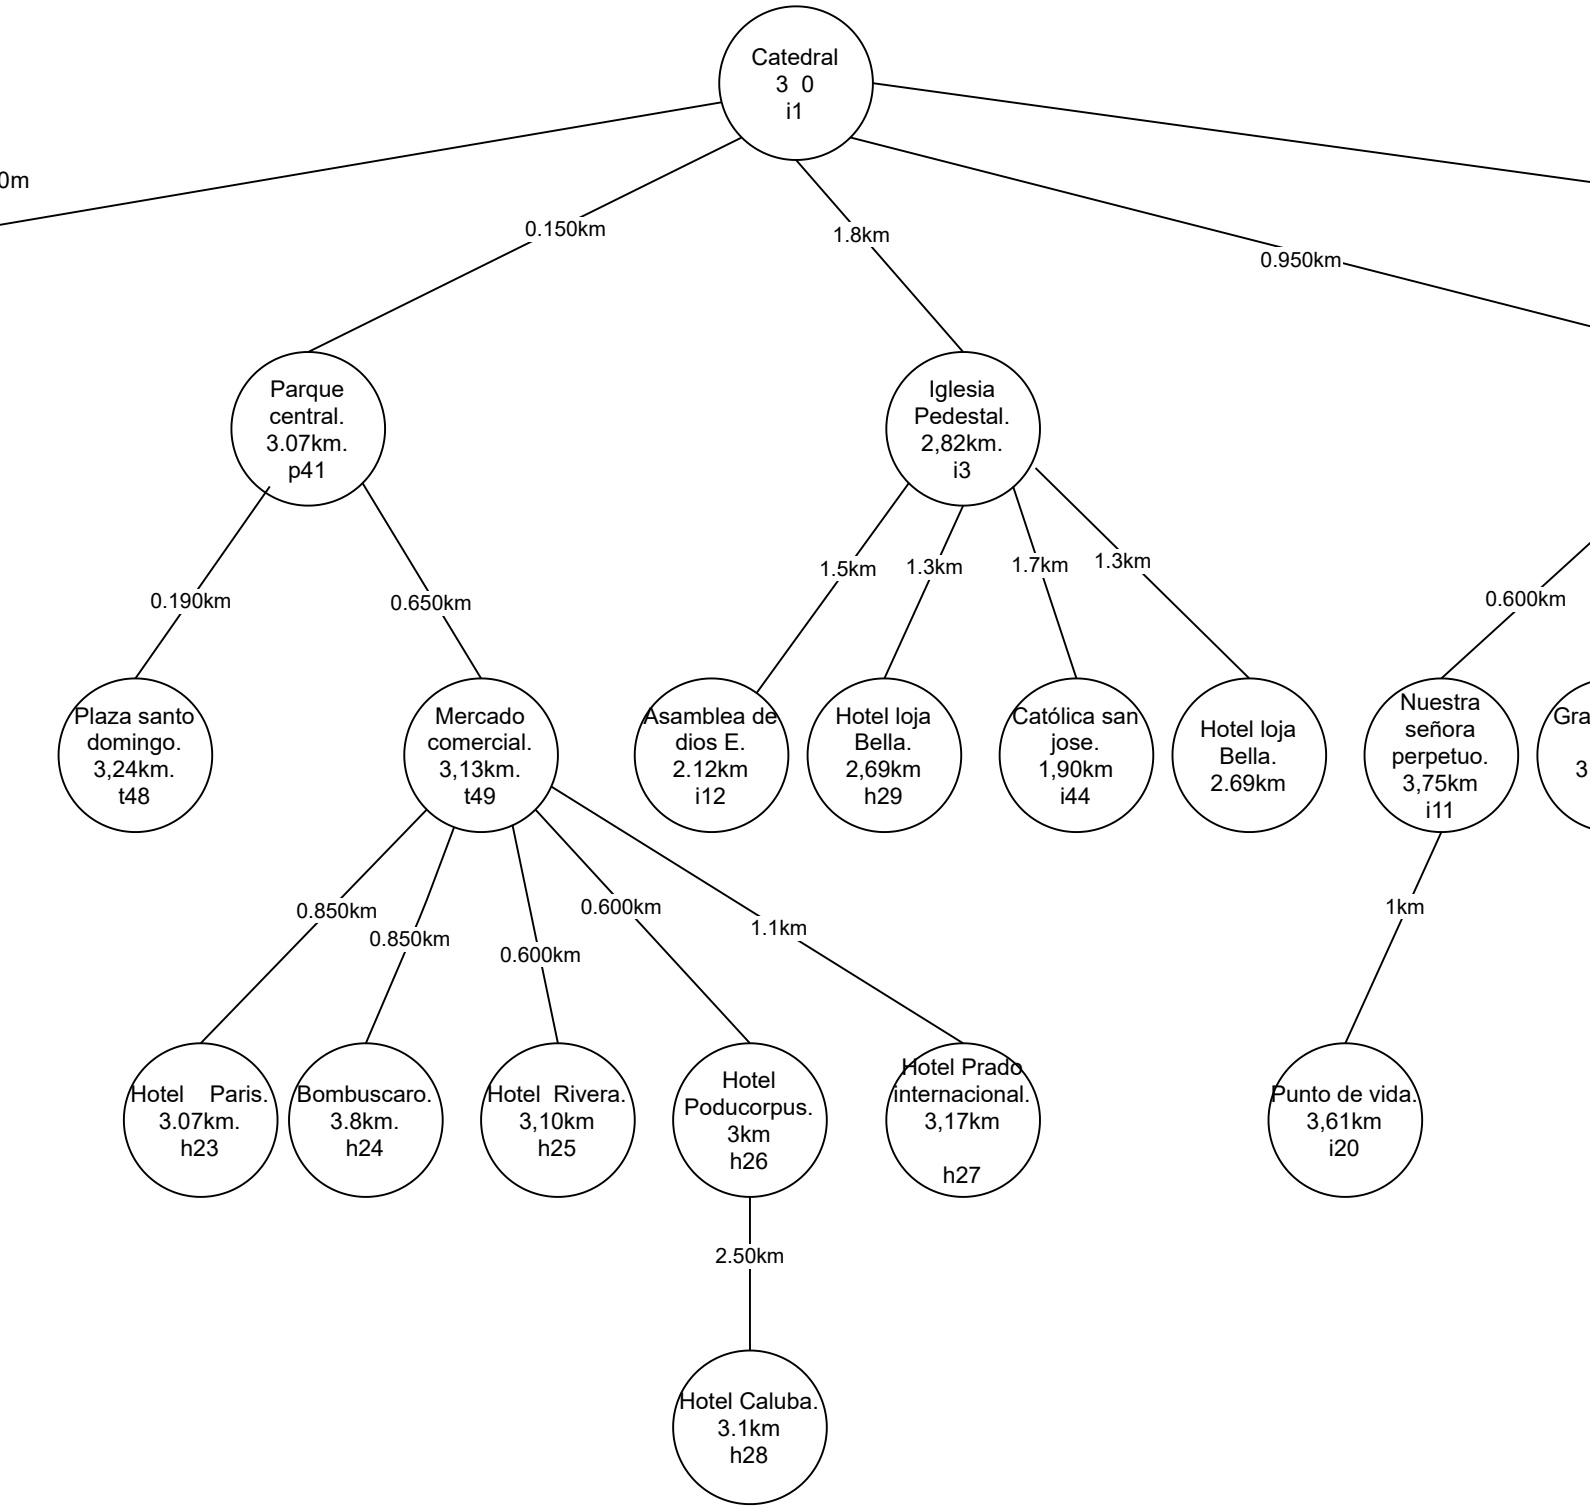 Catedral
3 0
i1
0m
0.150km
1.8km
0.950km
Parque
central.
3.07km.
p41
Iglesia
Pedestal.
2,82km.
i3
0.190km
0.650km
1.5km
1.3km
1.7km
1.3km
0.600km
Plaza santo
domingo.
3,24km.
t48
Mercado
comercial.
3,13km.
t49
Asamblea de
dios E.
2.12km
i12
Hotel loja
Bella.
2,69km
h29
Católica san
jose.
1,90km
i44
Hotel loja
Bella.
2.69km
Nuestra
señora
perpetuo.
3,75km
i11
Gra
3
0.850km
0.850km
0.600km
0.600km
1.1km
1km
Hotel Paris.
3.07km.
h23
Bombuscaro.
3.8km.
h24
Hotel Rivera.
3,10km
h25
Hotel
Poducorpus.
3km
h26
Hotel Prado
internacional.
3,17km
h27
Punto de vida.
3,61km
i20
2.50km
Hotel Caluba.
3.1km
h28